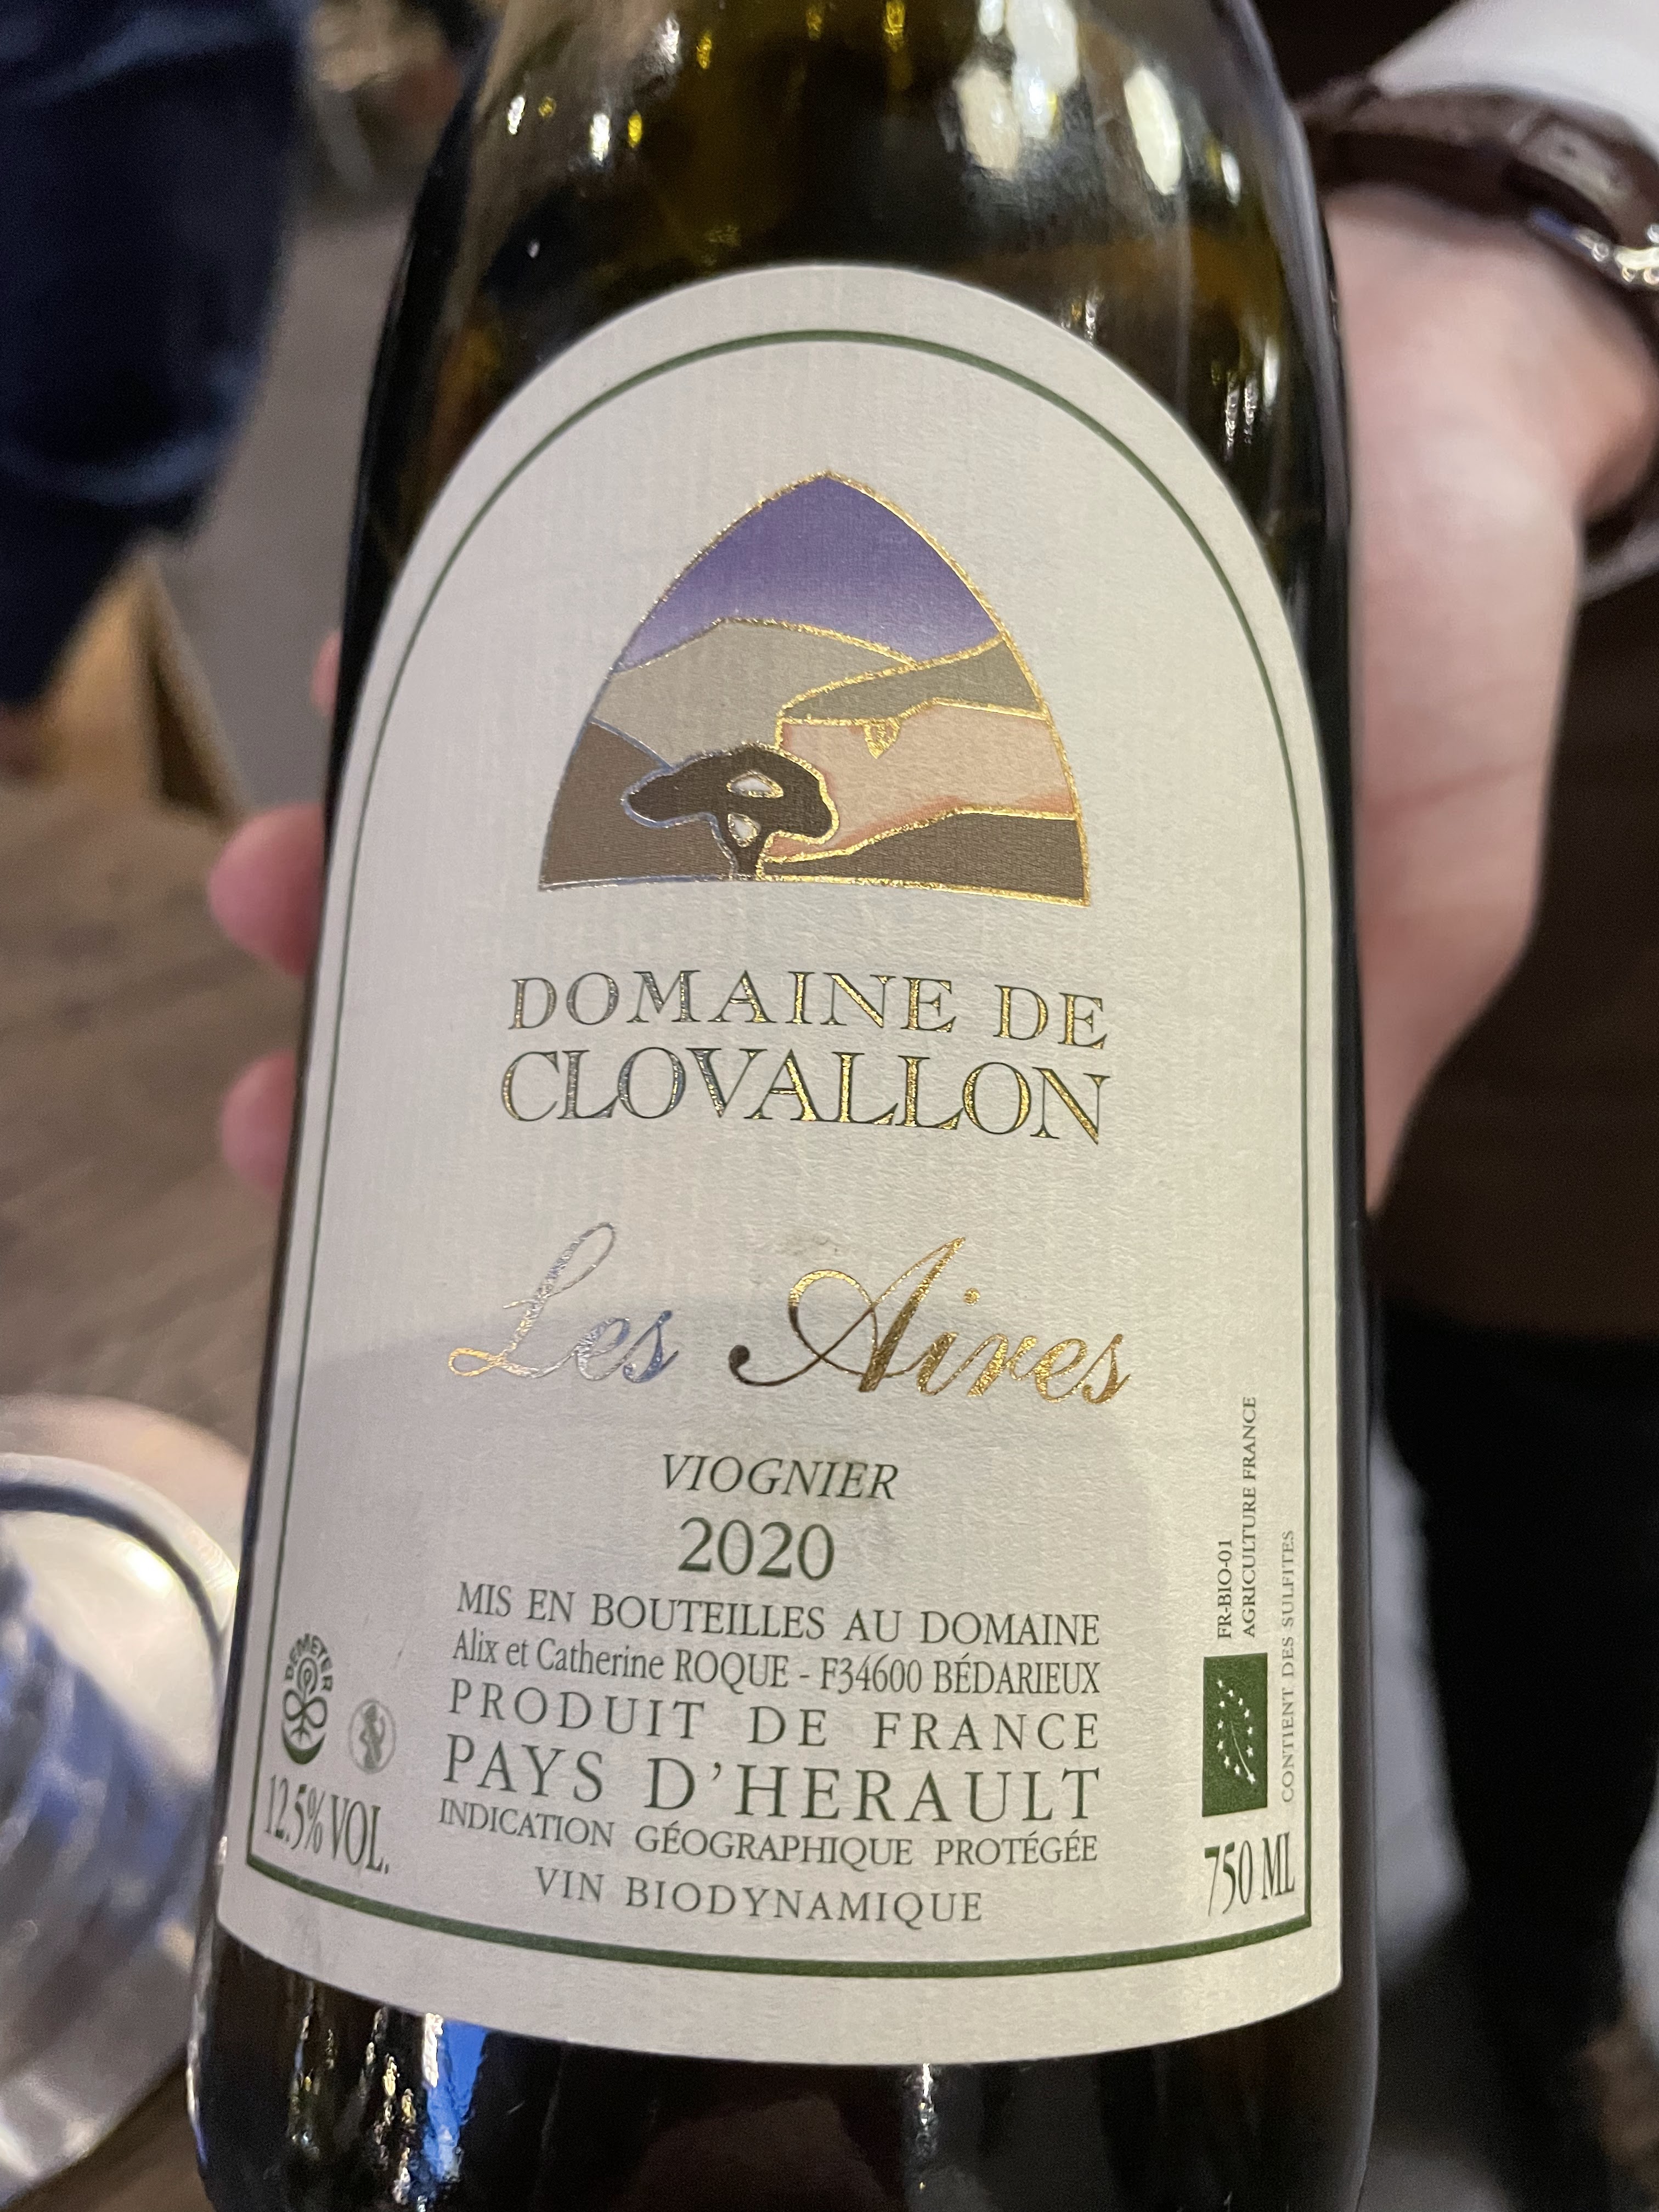 DOMAINE DE
CLOVALLON
Les Aires
VIOGNIER
2020
MIS EN BOUTEILLES AU DOMAINE
Alix et Catherine ROQUE - F34600 BÉDARIEUX
PRODUIT DE FRANCE
PAYS D'HERAULT
INDICATION GÉOGRAPHIQUE PROTÉGÉE
VIN BIODYNAMIQUE
DEMETER
12.5% VOL.
FR-BIO-01
AGRICULTURE FRANCE
CONTIENT DES SULFITES
750 ML